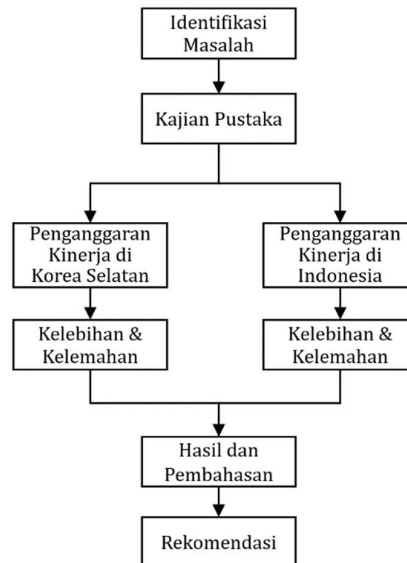 Identifikasi
Masalah
Kajian Pustaka
Penganggaran
Kinerja di
Korea Selatan
Penganggaran
Kinerja di
Indonesia
Kelebihan &
Kelemahan
Kelebihan &
Kelemahan
Hasil dan
Pembahasan
Rekomendasi